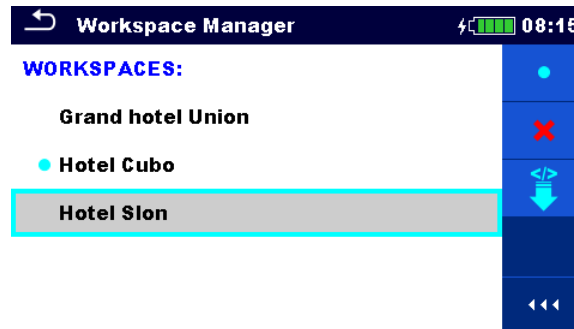 Workspace Manager 08:15
WORKSPACES:
Grand hotel Union
Hotel Cubo
</>
Hotel Slon